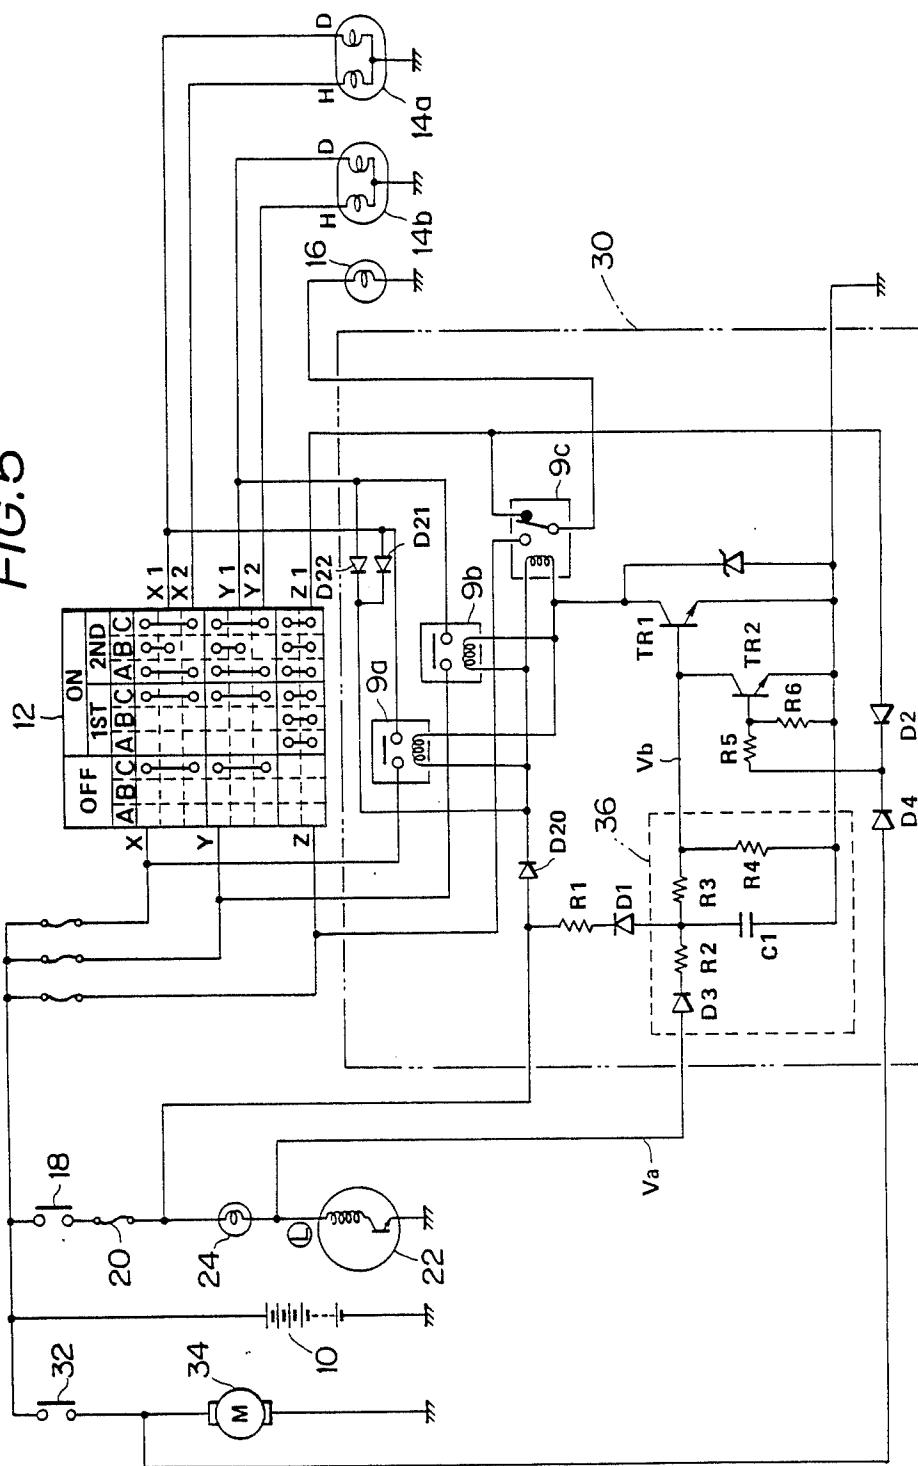 FIG.5
12
ON
OFF 1ST 2ND
A B C A B C A B C
X
Y
Z
X1
X2
Y1
Y2
Z1
D22
D21
D
H
14a
D
H
14b
16
30
9a
9b
9c
18
20
24
L
22
10
32
34
M
Va
D20
R1
D1
36
D3
R2
R3
R4
C1
Vb
TR1
TR2
R5
R6
D2
D4